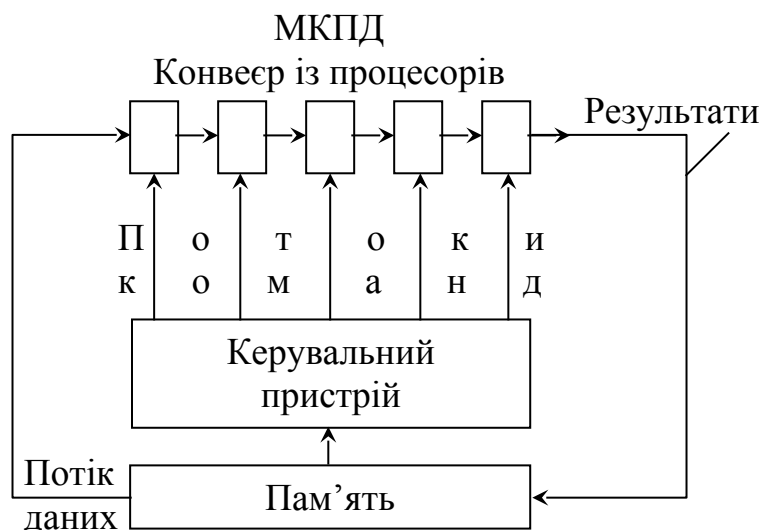 МКПД
Конвеєр із процесорів
Результати
П о т о к и
к о м а н д
Керувальний
пристрій
Потік
даних
Пам’ять